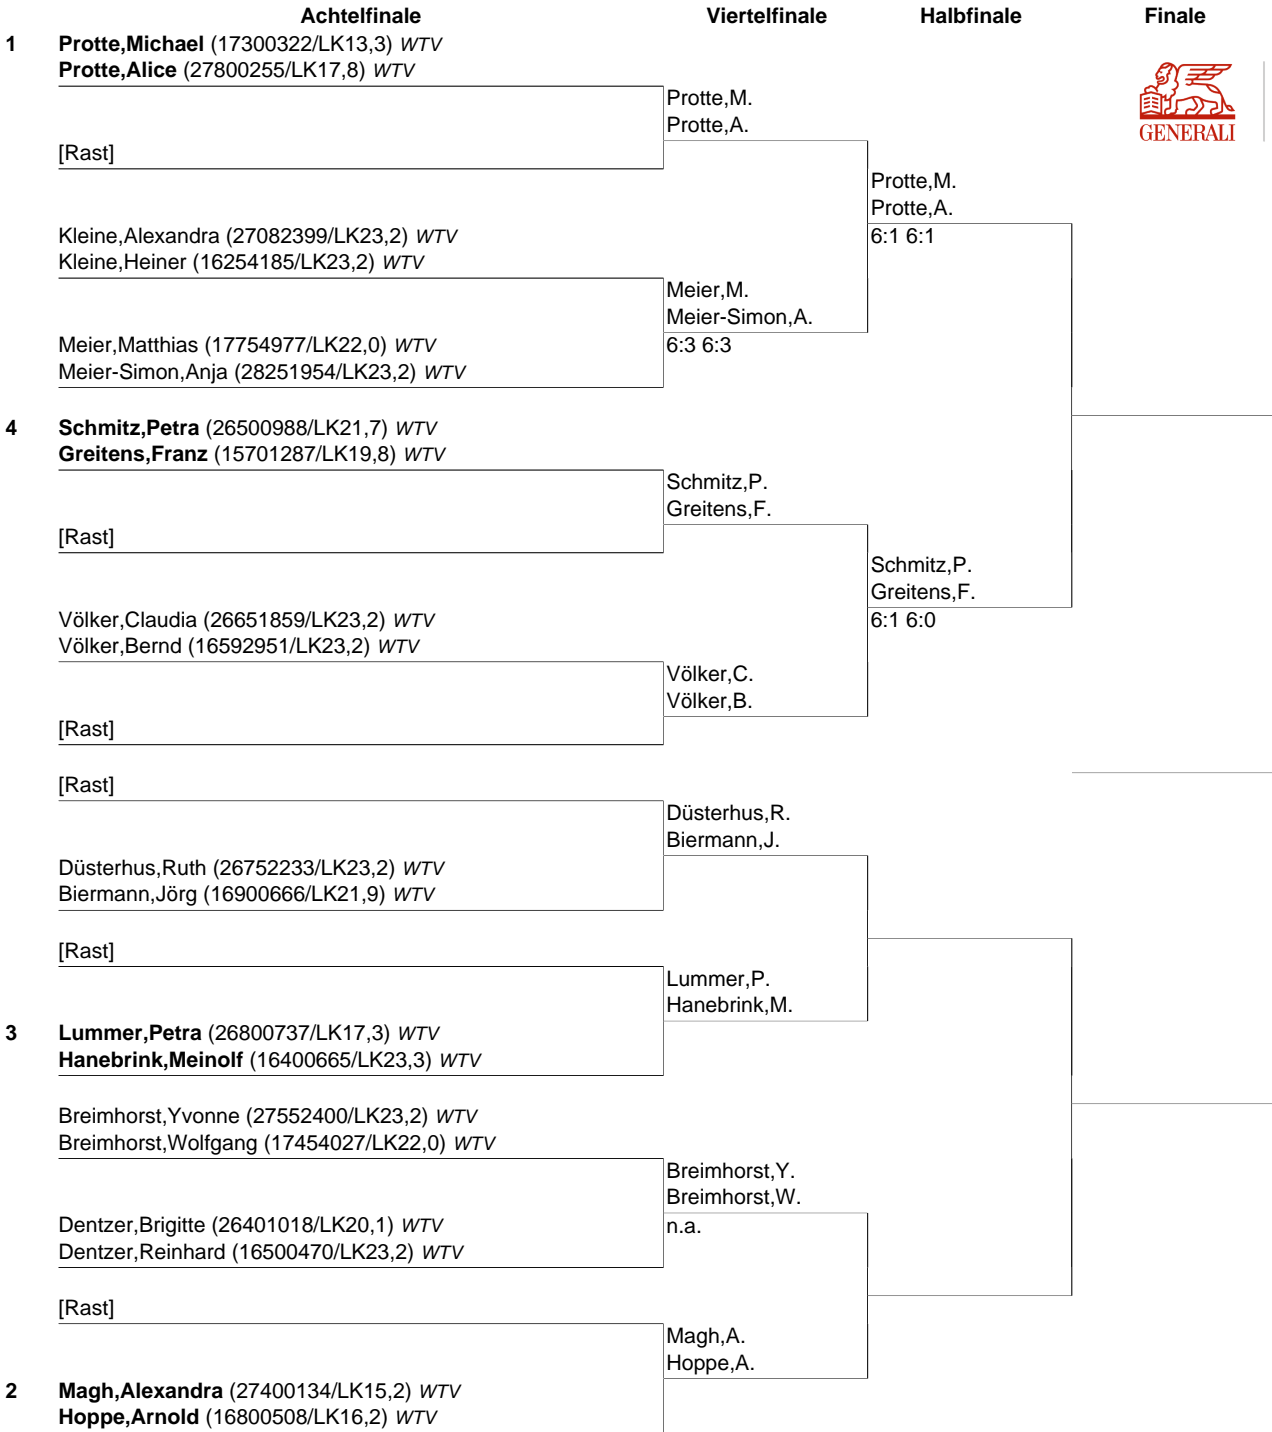 Achtelfinale Viertelfinale Halbfinale Finale
1 Protte,Michael (17300322/LK13,3) WTV
Protte,Alice (27800255/LK17,8) WTV
Protte,M.
Protte,A.
GENERALI
[Rast]
Protte,M.
Protte,A.
Kleine,Alexandra (27082399/LK23,2) WTV 6:1 6:1
Kleine,Heiner (16254185/LK23,2) WTV
Meier,M.
Meier-Simon,A.
Meier,Matthias (17754977/LK22,0) WTV 6:3 6:3
Meier-Simon,Anja (28251954/LK23,2) WTV
4 Schmitz,Petra (26500988/LK21,7) WTV
Greitens,Franz (15701287/LK19,8) WTV
Schmitz,P.
Greitens,F.
[Rast]
Schmitz,P.
Greitens,F.
Völker,Claudia (26651859/LK23,2) WTV 6:1 6:0
Völker,Bernd (16592951/LK23,2) WTV
Völker,C.
Völker,B.
[Rast]
[Rast]
Düsterhus,R.
Biermann,J.
Düsterhus,Ruth (26752233/LK23,2) WTV
Biermann,Jörg (16900666/LK21,9) WTV
[Rast]
Lummer,P.
Hanebrink,M.
3 Lummer,Petra (26800737/LK17,3) WTV
Hanebrink,Meinolf (16400665/LK23,3) WTV
Breimhorst,Yvonne (27552400/LK23,2) WTV
Breimhorst,Wolfgang (17454027/LK22,0) WTV
Breimhorst,Y.
Breimhorst,W.
Dentzer,Brigitte (26401018/LK20,1) WTV n.a.
Dentzer,Reinhard (16500470/LK23,2) WTV
[Rast]
Magh,A.
Hoppe,A.
2 Magh,Alexandra (27400134/LK15,2) WTV
Hoppe,Arnold (16800508/LK16,2) WTV